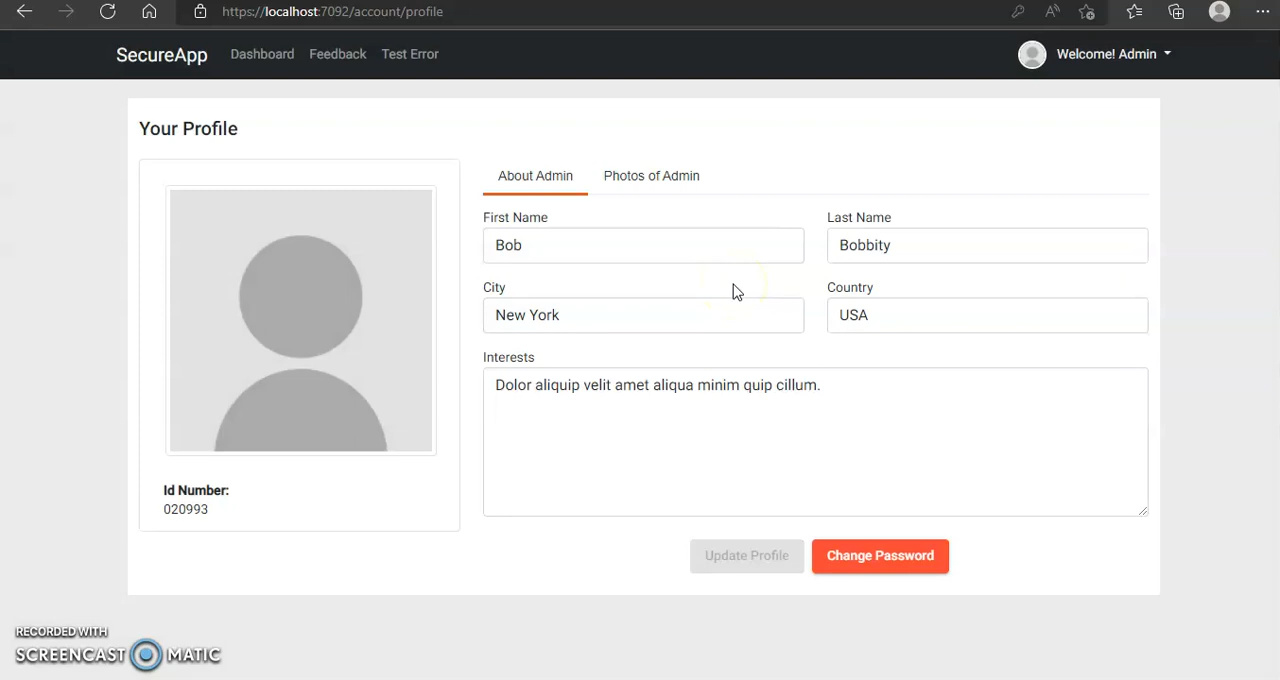 https://localhost:7092/account/profile
SecureApp Dashboard Feedback Test Error Welcome! Admin
Your Profile
About Admin Photos of Admin
First Name Last Name
Bob Bobbity
City Country
New York USA
Interests
Dolor aliquip velit amet aliqua minim quip cillum.
Id Number:
020993
Update Profile Change Password
RECORDED WITH
SCREENCAST MATIC